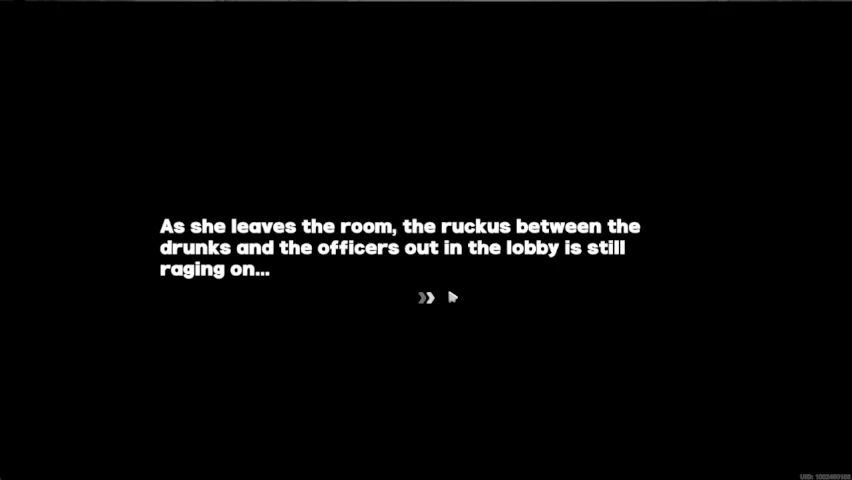 As she leaves the room, the ruckus between the
drunks and the officers out in the lobby is still
raging on...